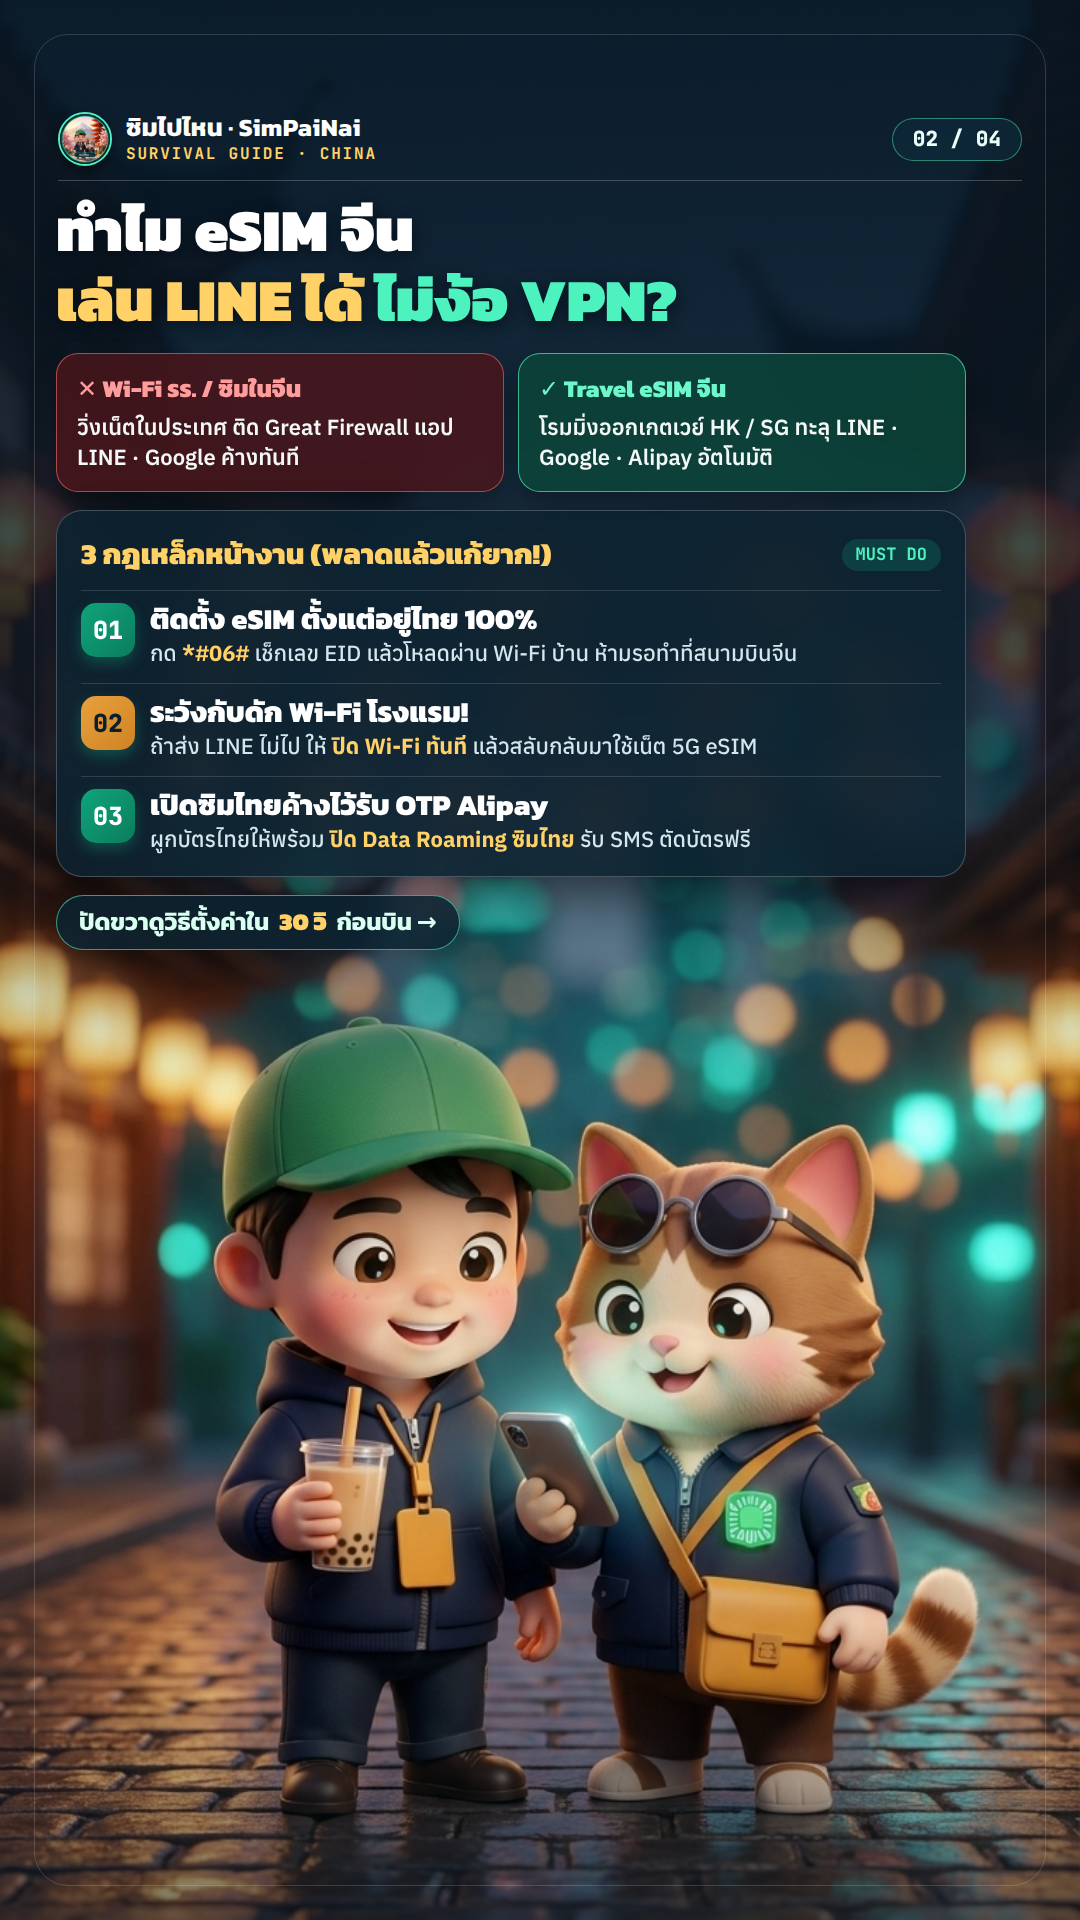 ซิมไปไหน · SimPaiNai
SURVIVAL GUIDE · CHINA
02 / 04
ทำไม eSIM จีน
เล่น LINE ได้ ไม่ง้อ VPN?
✕ Wi-Fi รร. / ซิมในจีน
วิ่งเน็ตในประเทศ ติด Great Firewall แอป
LINE · Google ค้างทันที
✓ Travel eSIM จีน
โรมมิ่งออกเกตเวย์ HK / SG ทะลุ LINE ·
Google · Alipay อัตโนมัติ
3 กฎเหล็กหน้างาน (พลาดแล้วแก้ยาก!)
MUST DO
01
ติดตั้ง eSIM ตั้งแต่อยู่ไทย 100%
กด *#06# เช็กเลข EID แล้วโหลดผ่าน Wi-Fi บ้าน ห้ามรอทำที่สนามบินจีน
02
ระวังกับดัก Wi-Fi โรงแรม!
ถ้าส่ง LINE ไม่ไป ให้ ปิด Wi-Fi ทันที แล้วสลับกลับมาใช้เน็ต 5G eSIM
03
เปิดซิมไทยค้างไว้รับ OTP Alipay
ผูกบัตรไทยให้พร้อม ปิด Data Roaming ซิมไทย รับ SMS ตัดบัตรฟรี
ปัดขวาดูวิธีตั้งค่าใน 30 วิ ก่อนบิน →